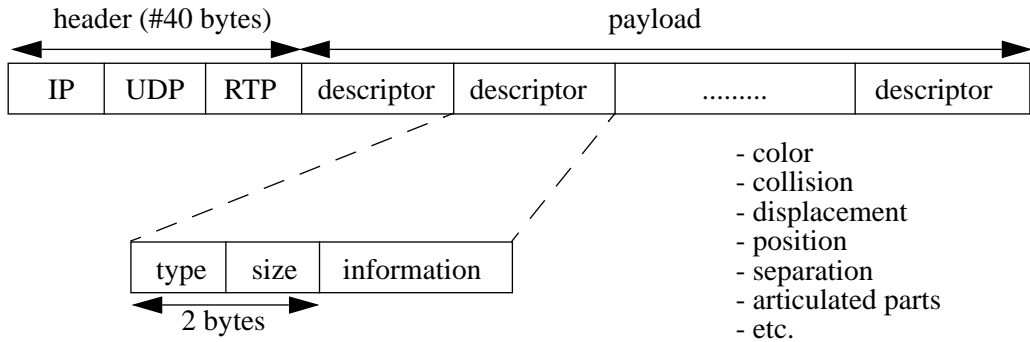 header (#40 bytes)
payload
IP
UDP
RTP
descriptor
descriptor
.........
descriptor
type
size
information
2 bytes
- color
- collision
- displacement
- position
- separation
- articulated parts
- etc.